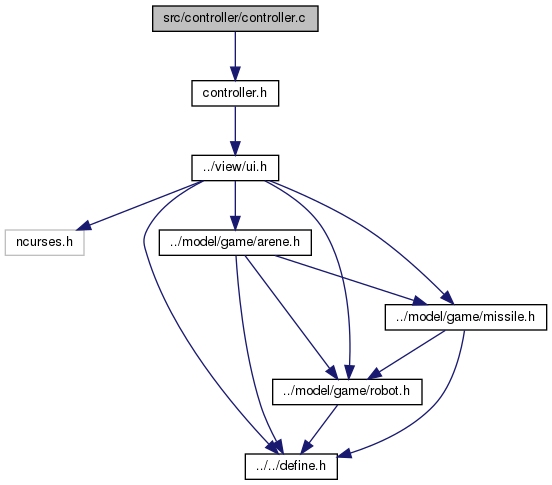 src/controller/controller.c
controller.h
../view/ui.h
ncurses.h
../model/game/arene.h
../model/game/missile.h
../model/game/robot.h
../../define.h